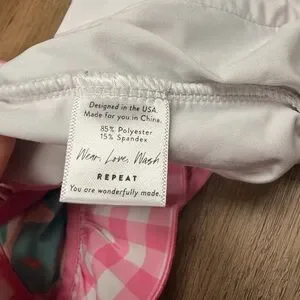 Designed in the USA.
Made for you in China.
85% Polyester
15% Spandex
Wear, Love, Wash
REPEAT
You are wonderfully made.